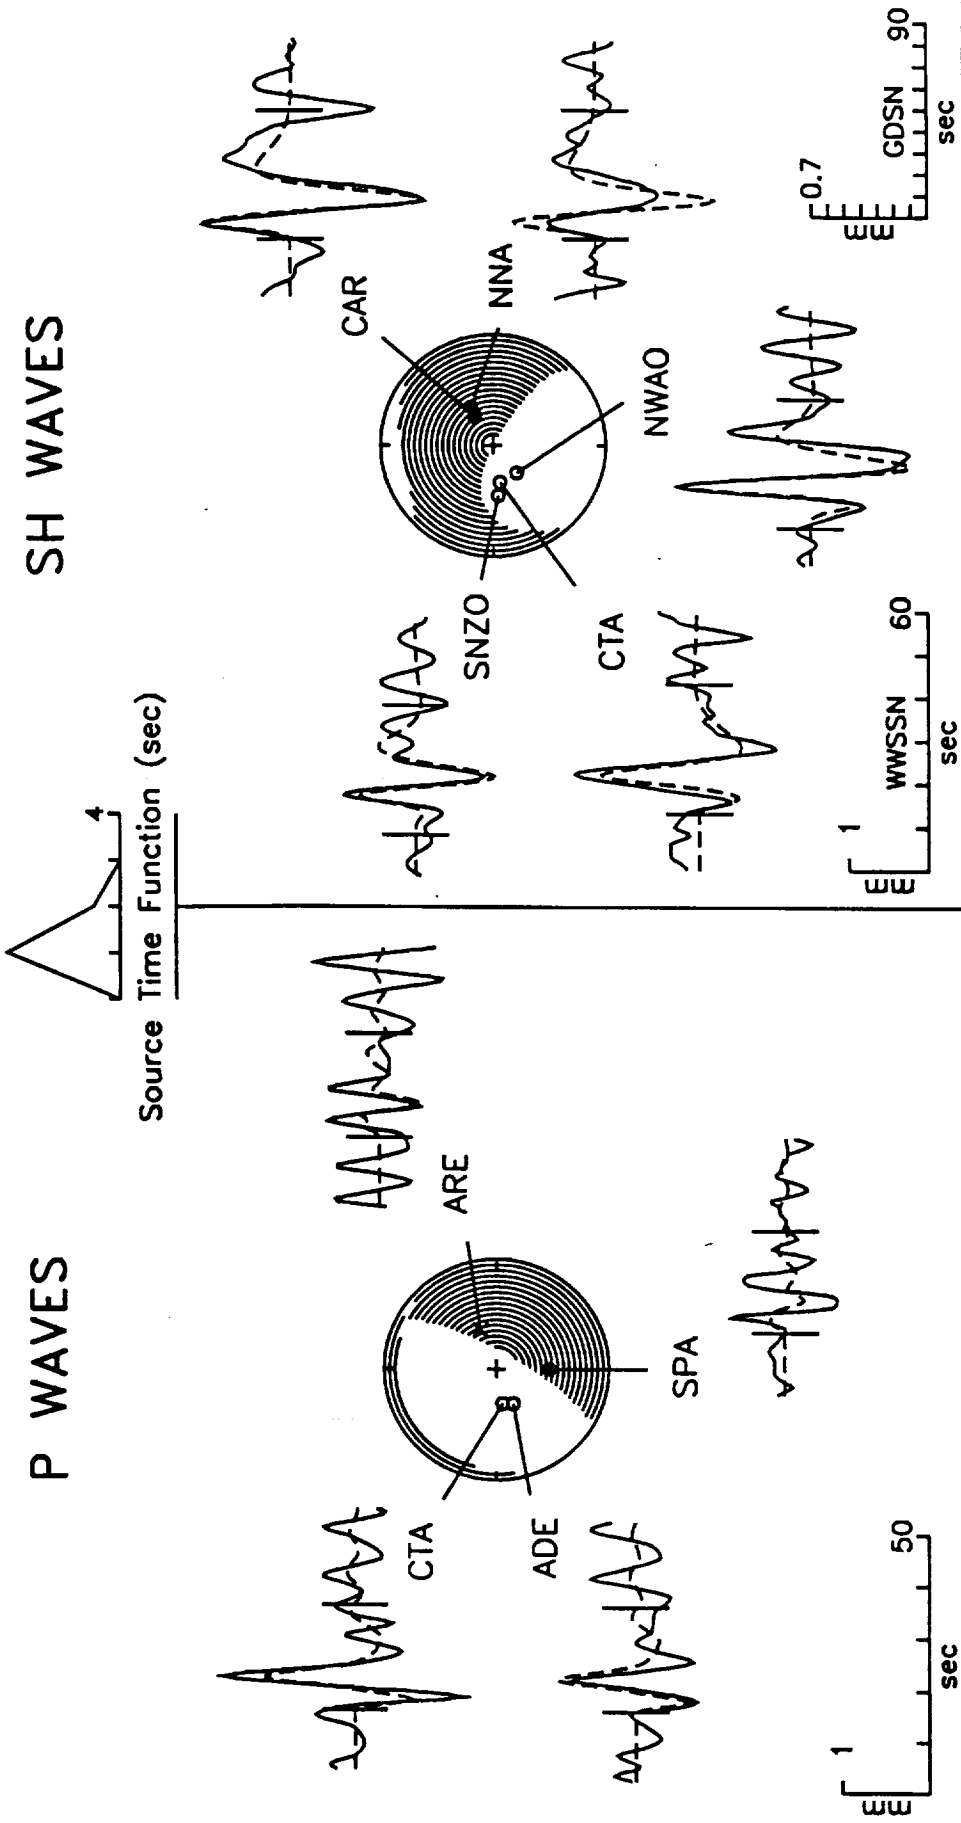 P WAVES
SH WAVES
4
Source Time Function (sec)
CTA
ADE
ARE
SPA
SNZO
CTA
CAR
NNA
NWAO
1
mm
50
sec
1
mm
WWSSN
60
sec
0.7
mm
GDSN
90
sec